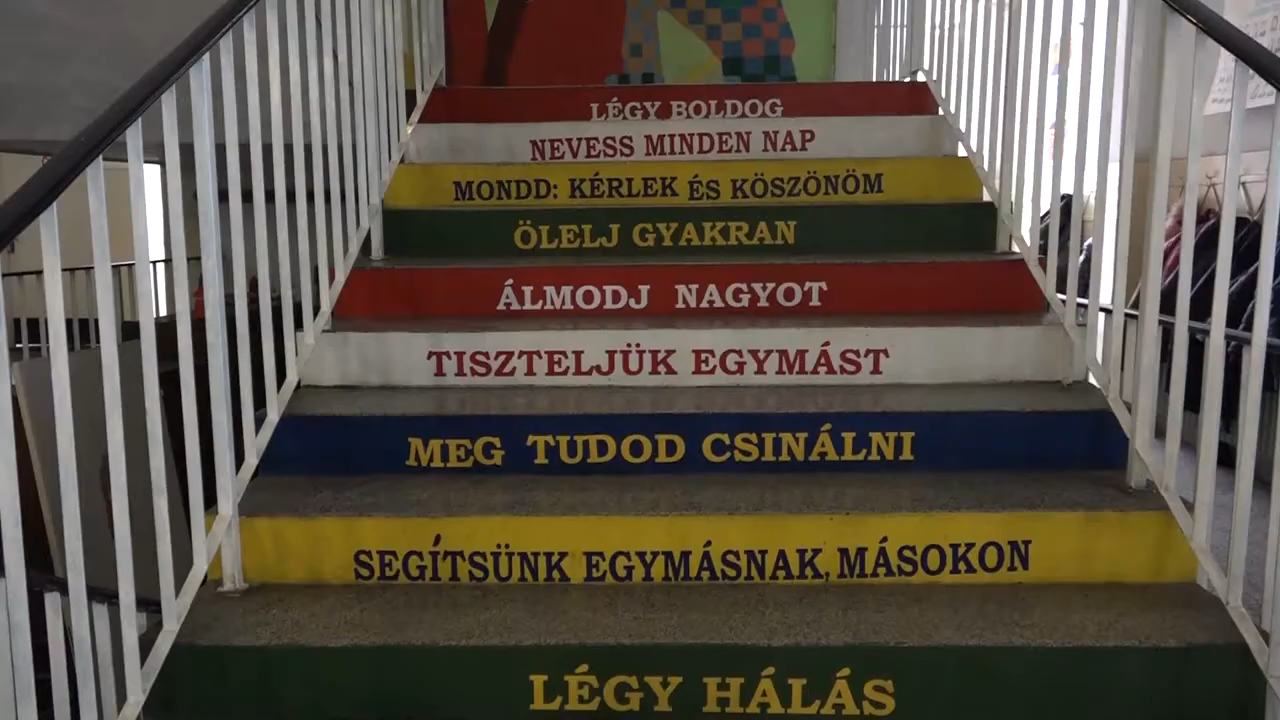 LÉGY BOLDOG
NEVESS MINDEN NAP
MONDD: KÉRLEK ÉS KÖSZÖNÖM
ÖLELJ GYAKRAN
ÁLMODJ NAGYOT
TISZTELJÜK EGYMÁST
MEG TUDOD CSINÁLNI
SEGÍTSÜNK EGYMÁSNAK, MÁSOKON
LÉGY HÁLÁS